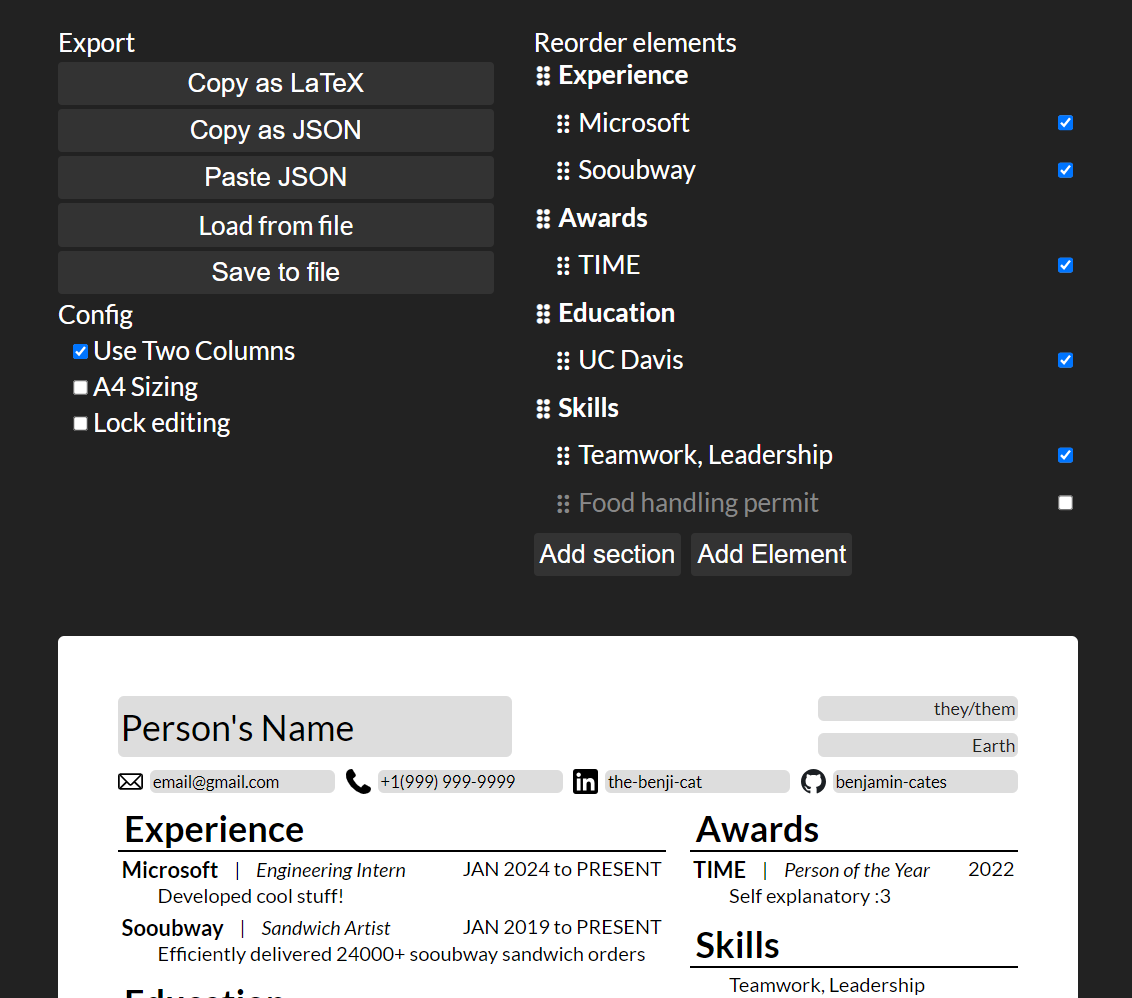 Export
Copy as LaTeX
Copy as JSON
Paste JSON
Load from file
Save to file
Config
Use Two Columns
A4 Sizing
Lock editing
Reorder elements
Experience
Microsoft
Sooubway
Awards
TIME
Education
UC Davis
Skills
Teamwork, Leadership
Food handling permit
Add section Add Element
Person's Name
they/them
Earth
email@gmail.com +1(999) 999-9999 the-benji-cat benjamin-cates
Experience
Microsoft | Engineering Intern JAN 2024 to PRESENT
Developed cool stuff!
Sooubway | Sandwich Artist JAN 2019 to PRESENT
Efficiently delivered 24000+ sooubway sandwich orders
Education
Awards
TIME | Person of the Year 2022
Self explanatory :3
Skills
Teamwork, Leadership